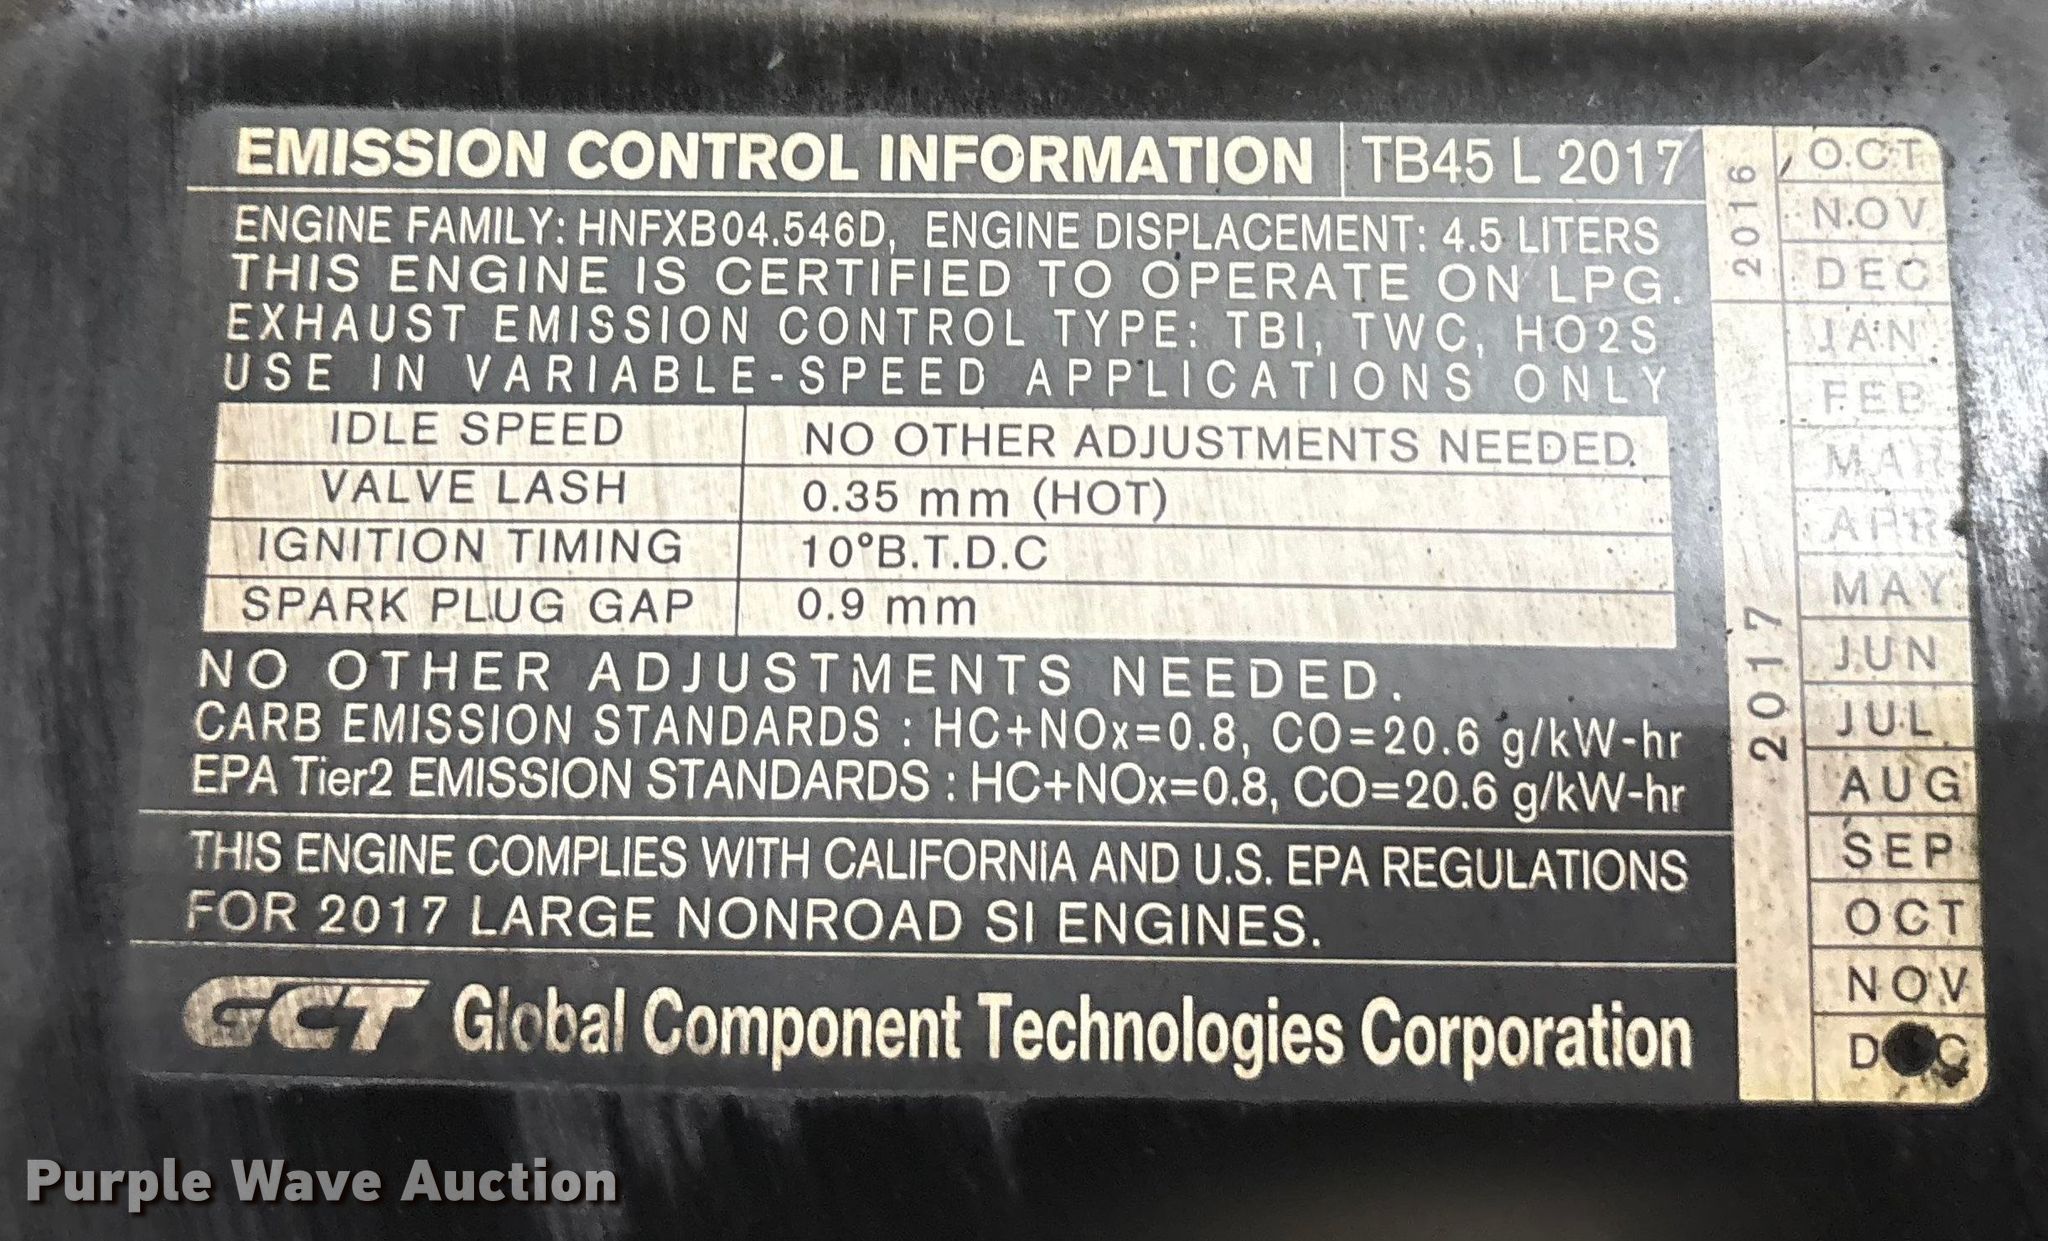 EMISSION CONTROL INFORMATION TB45 L 2017
ENGINE FAMILY: HNFXB04.546D, ENGINE DISPLACEMENT: 4.5 LITERS
THIS ENGINE IS CERTIFIED TO OPERATE ON LPG.
EXHAUST EMISSION CONTROL TYPE: TBI, TWC, HO2S
USE IN VARIABLE-SPEED APPLICATIONS ONLY
IDLE SPEED NO OTHER ADJUSTMENTS NEEDED.
VALVE LASH 0.35 mm (HOT)
IGNITION TIMING 10°B.T.D.C
SPARK PLUG GAP 0.9 mm
NO OTHER ADJUSTMENTS NEEDED.
CARB EMISSION STANDARDS : HC+NOx=0.8, CO=20.6 g/kW-hr
EPA Tier2 EMISSION STANDARDS : HC+NOx=0.8, CO=20.6 g/kW-hr
THIS ENGINE COMPLIES WITH CALIFORNIA AND U.S. EPA REGULATIONS
FOR 2017 LARGE NONROAD SI ENGINES.
GCT Global Component Technologies Corporation
2016
OCT
NOV
DEC
2017
JAN
FEB
MAR
APR
MAY
JUN
JUL
AUG
SEP
OCT
NOV
Purple Wave Auction